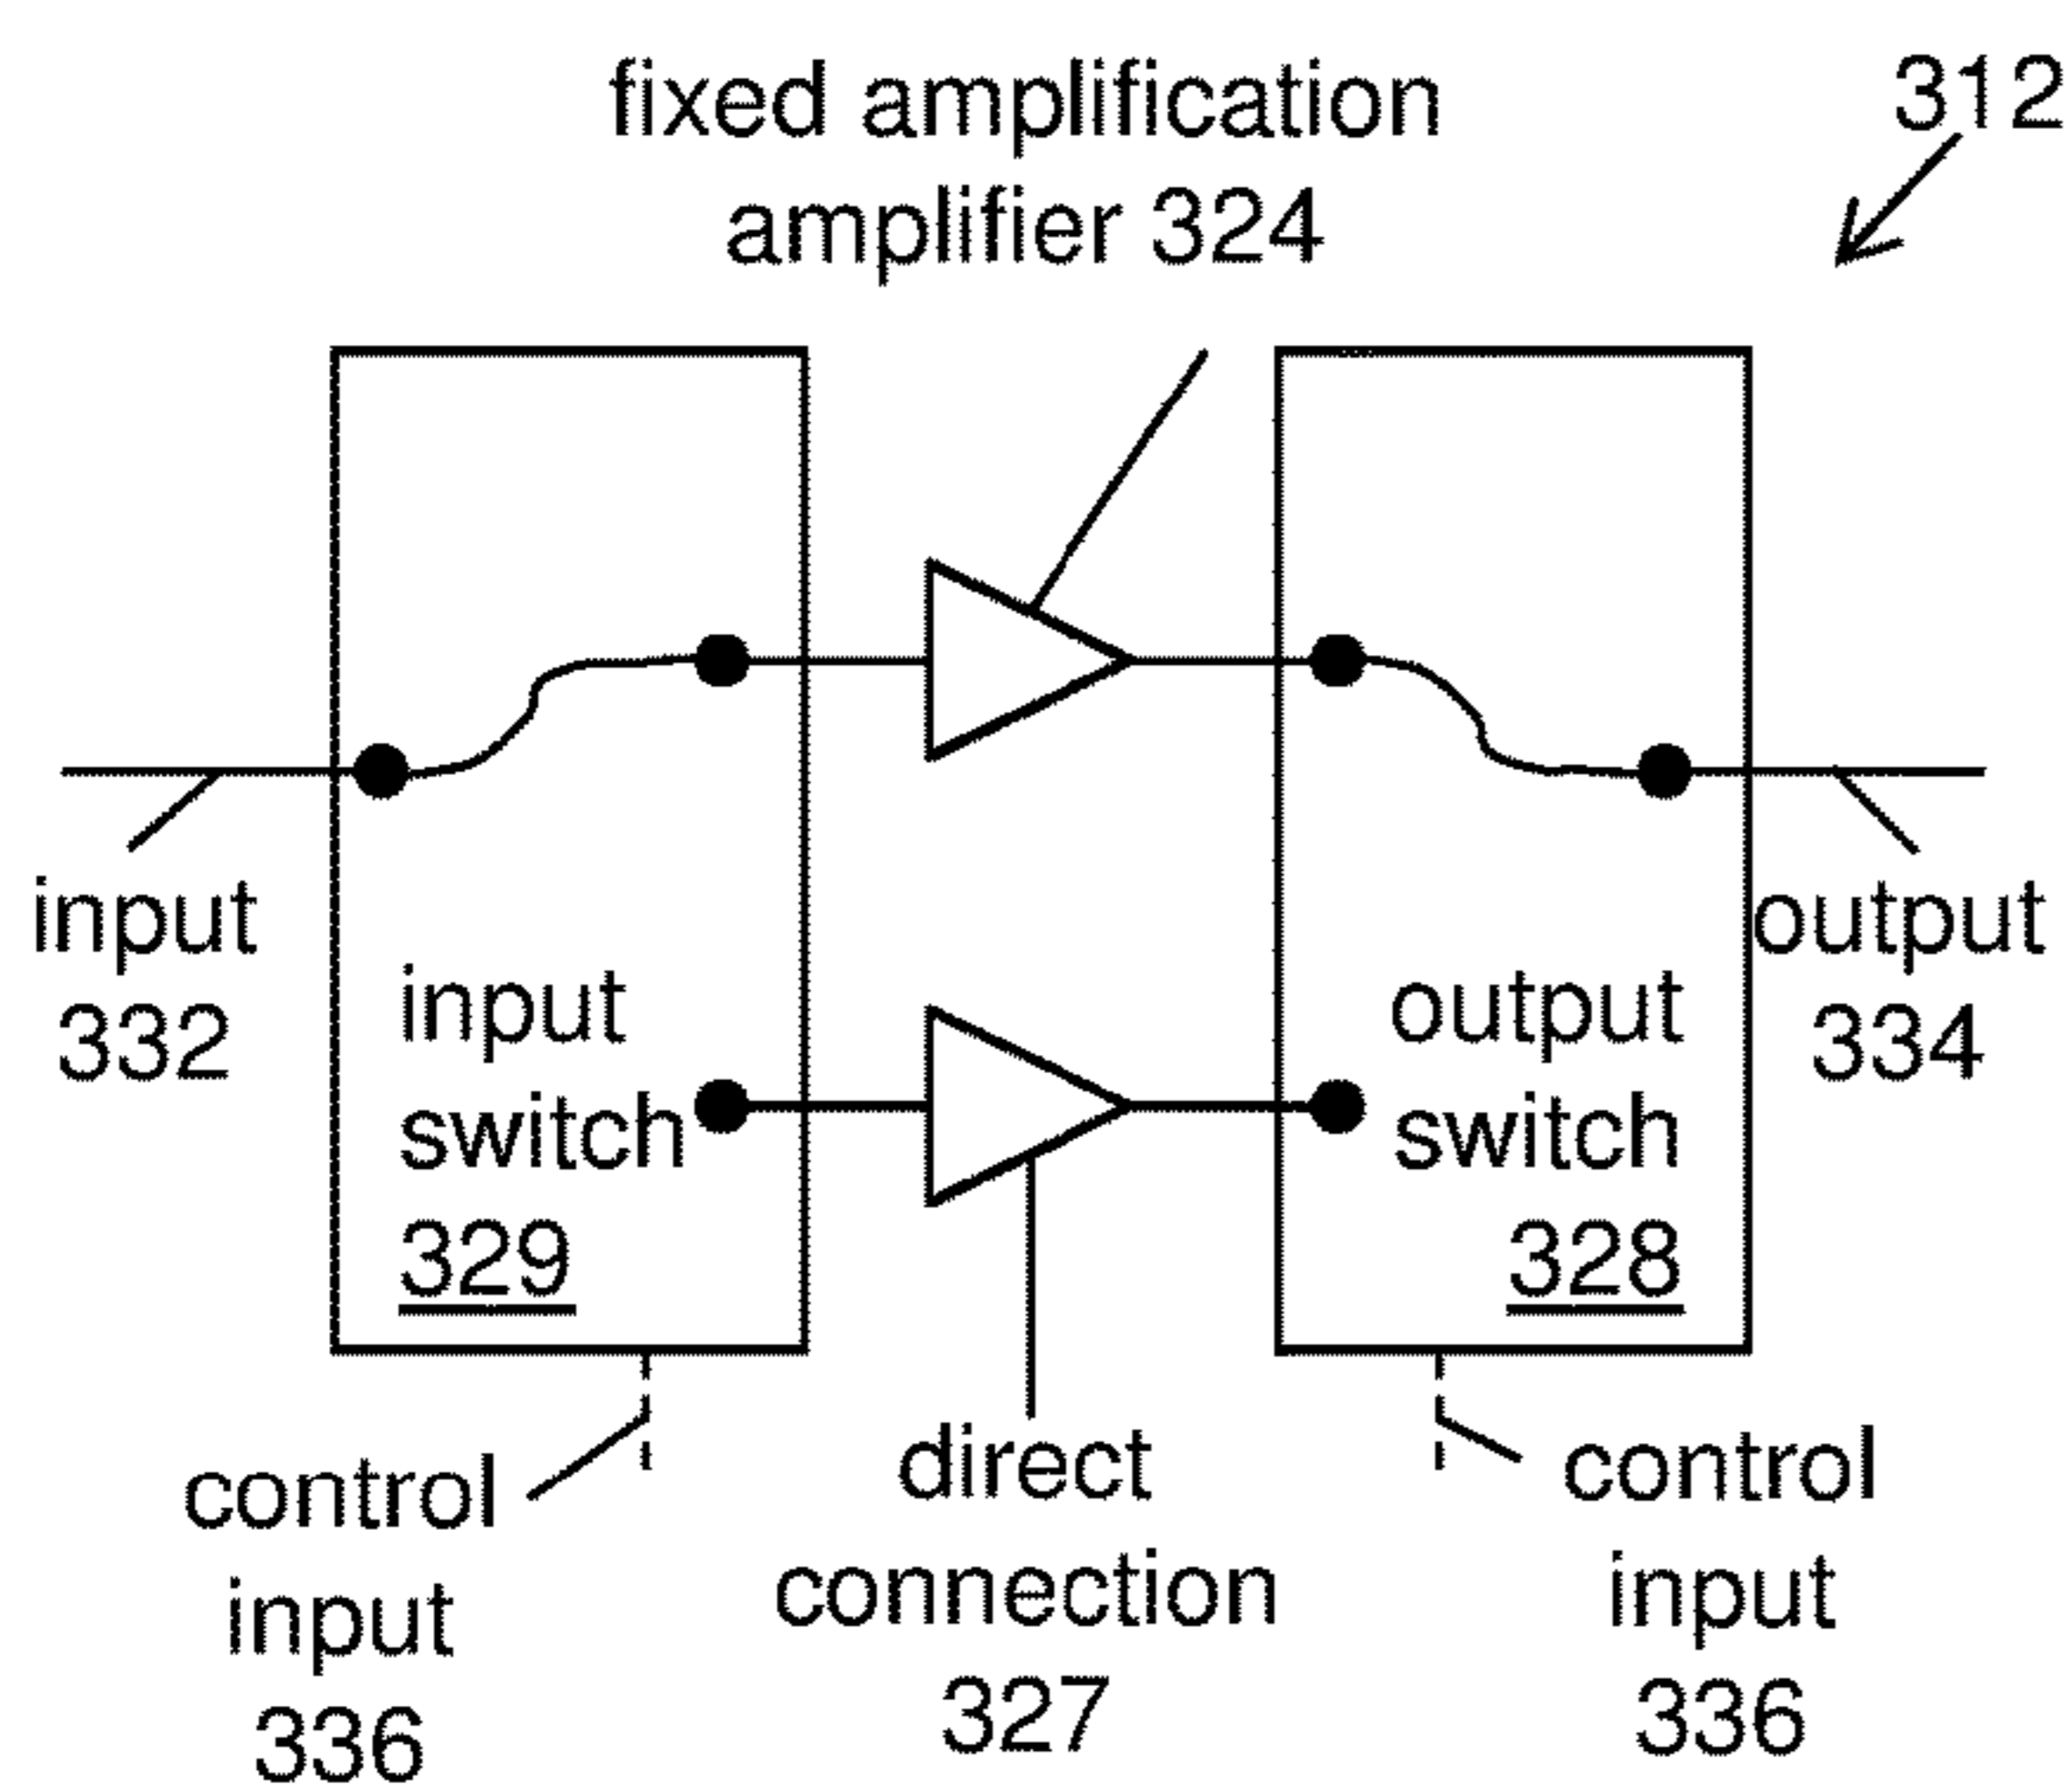 fixed amplification
amplifier 324
312
input
332
input
switch
329
output
switch
328
output
334
control
input
336
direct
connection
327
control
input
336